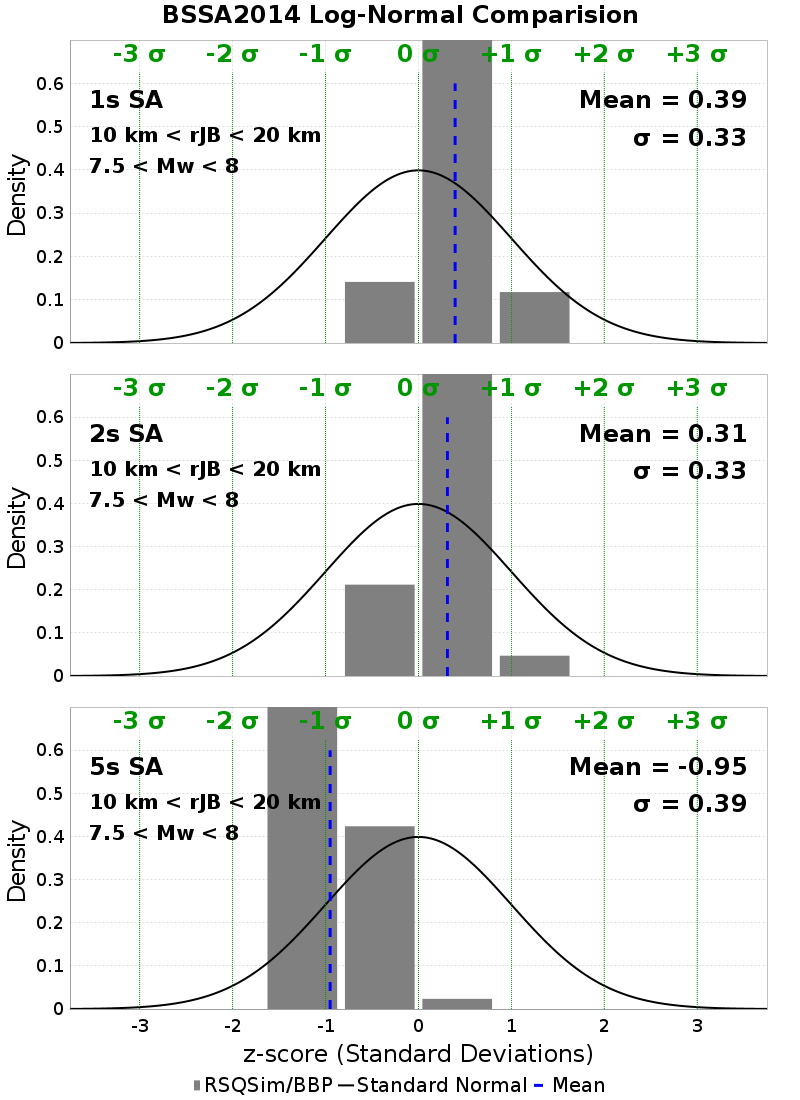 BSSA2014 Log-Normal Comparision
-3 σ -2 σ -1 σ 0 σ +1 σ +2 σ +3 σ
1s SA
10 km < rJB < 20 km
7.5 < Mw < 8
Mean = 0.39
σ = 0.33
Density
0.6
0.5
0.4
0.3
0.2
0.1
0
-3 σ -2 σ -1 σ 0 σ +1 σ +2 σ +3 σ
2s SA
10 km < rJB < 20 km
7.5 < Mw < 8
Mean = 0.31
σ = 0.33
Density
0.6
0.5
0.4
0.3
0.2
0.1
0
-3 σ -2 σ -1 σ 0 σ +1 σ +2 σ +3 σ
5s SA
10 km < rJB < 20 km
7.5 < Mw < 8
Mean = -0.95
σ = 0.39
Density
0.6
0.5
0.4
0.3
0.2
0.1
0
-3 -2 -1 0 1 2 3
z-score (Standard Deviations)
RSQSim/BBP Standard Normal Mean